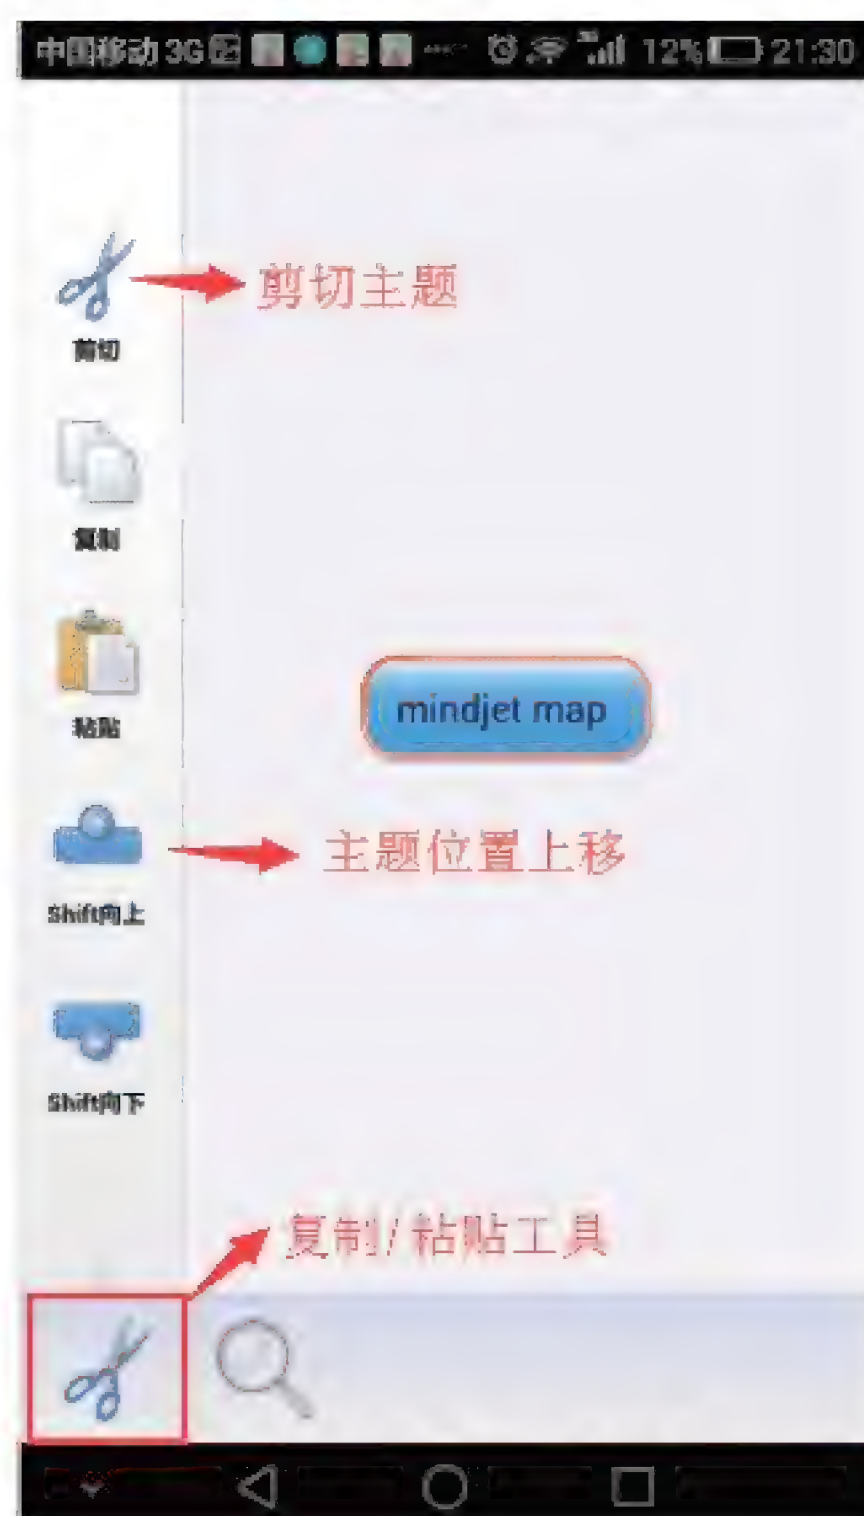 中国移动 3G 12% 21:30
剪切主题
剪切
复制
mindjet map
粘贴
主题位置上移
Shift向上
Shift向下
复制/粘贴工具